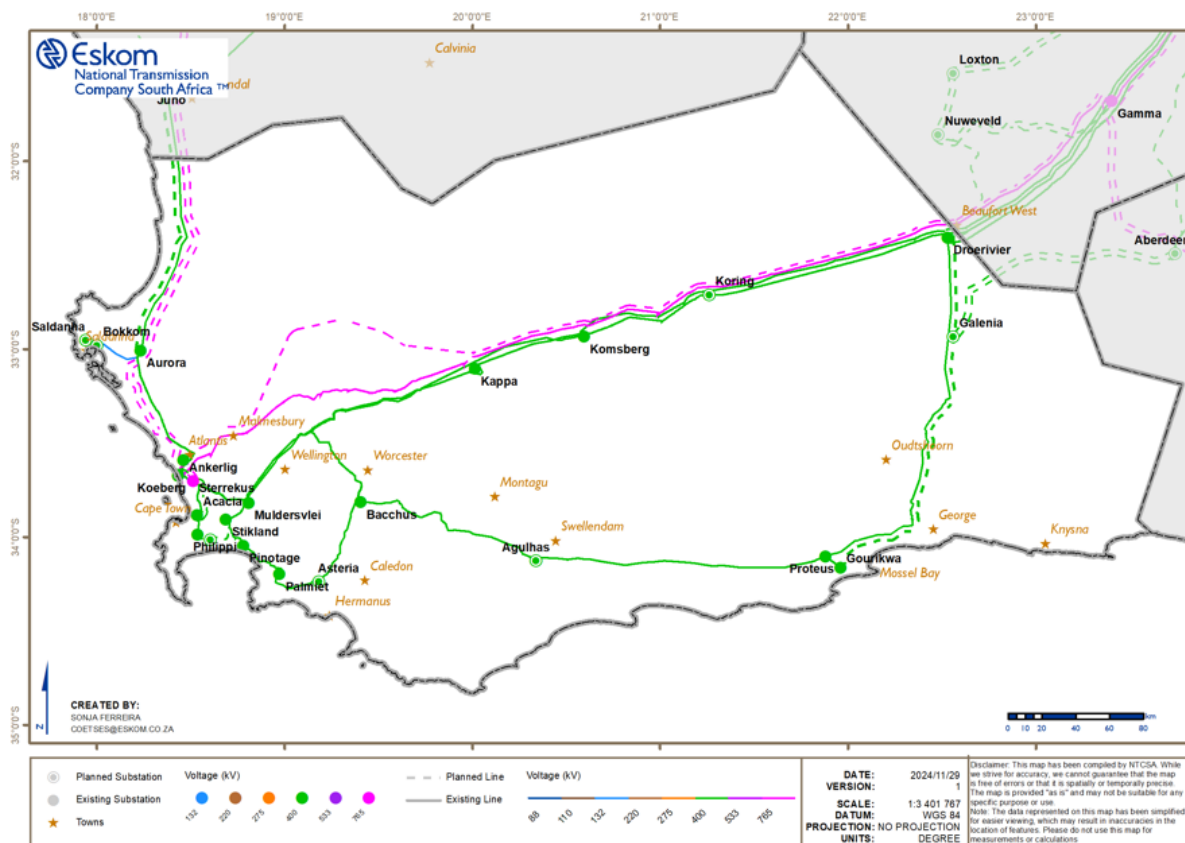 18°0'0"E 19°0'0"E 20°0'0"E 21°0'0"E 22°0'0"E 23°0'0"E
Eskom
National Transmission
Company South Africa ™
Calvinia
Loxton
Juno
Gamma
Nuweveld
32°0'0"S
Beaufort West
Droerivier
Aberdeen
Koring
Saldanha
Bokkom
Saldanha
Galenia
33°0'0"S
Aurora
Komsberg
Kappa
Malmesbury
Atlantis
Oudtshoorn
Ankerlig
Wellington
Worcester
Koeberg
Sterrekus
Montagu
Acacia
Cape Town
Muldersvlei
Bacchus
George
Stikland
Swellendam
Knysna
34°0'0"S
Philippi
Pinotage
Agulhas
Gourikwa
Asteria
Caledon
Proteus
Mossel Bay
Palmiet
Hermanus
CREATED BY:
SONJA FERREIRA
COETSES@ESKOM.CO.ZA
N
km
0 10 20 40 60 80
35°0'0"S
Planned Substation
Existing Substation
Towns
Voltage (kV)
132 220 275 400 533 765
Planned Line
Existing Line
Voltage (kV)
88 110 132 220 275 400 533 765
DATE: 2024/11/29
VERSION: 1
SCALE: 1:3 401 767
DATUM: WGS 84
PROJECTION: NO PROJECTION
UNITS: DEGREE
Disclaimer: This map has been compiled by NTCSA. While
we strive for accuracy, we cannot guarantee that the map
is free of errors or that it is spatially or temporally precise.
The map is provided "as is" and may not be suitable for any
specific purpose or use.
Note: The data represented on this map has been simplified
for easier viewing, which may result in inaccuracies in the
location of features. Please do not use this map for
measurements or calculations